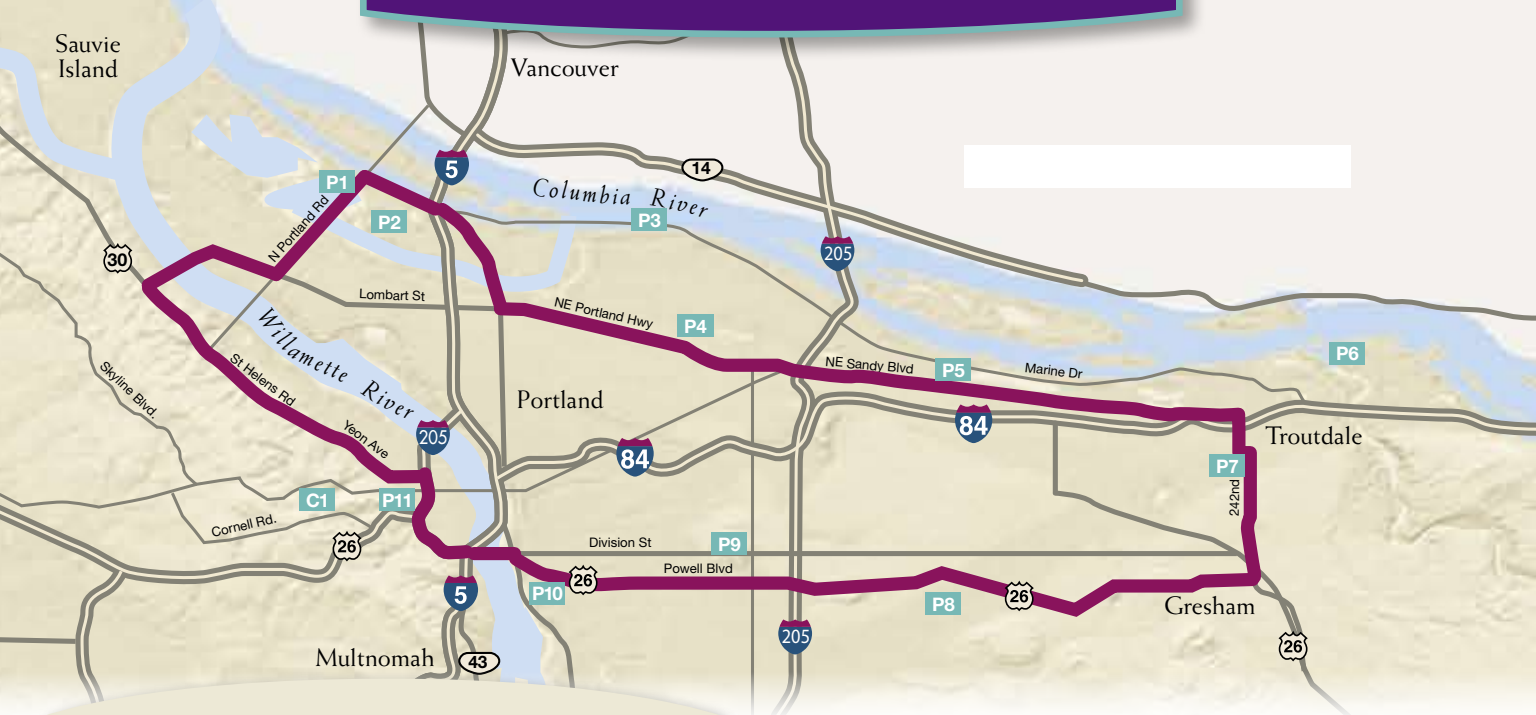 Sauvie
Island
Vancouver
5
14
P1
Columbia River
P2
P3
N Portland Rd
30
205
Lombart St
NE Portland Hwy
P4
Willamette River
P6
NE Sandy Blvd
P5
Marine Dr
St Helens Rd
Skyline Blvd.
Portland
84
Yeon Ave
205
84
Troutdale
P7
242nd
C1
P11
Cornell Rd.
26
Division St
P9
Powell Blvd
26
P10
5
P8
26
Gresham
205
26
Multnomah
43